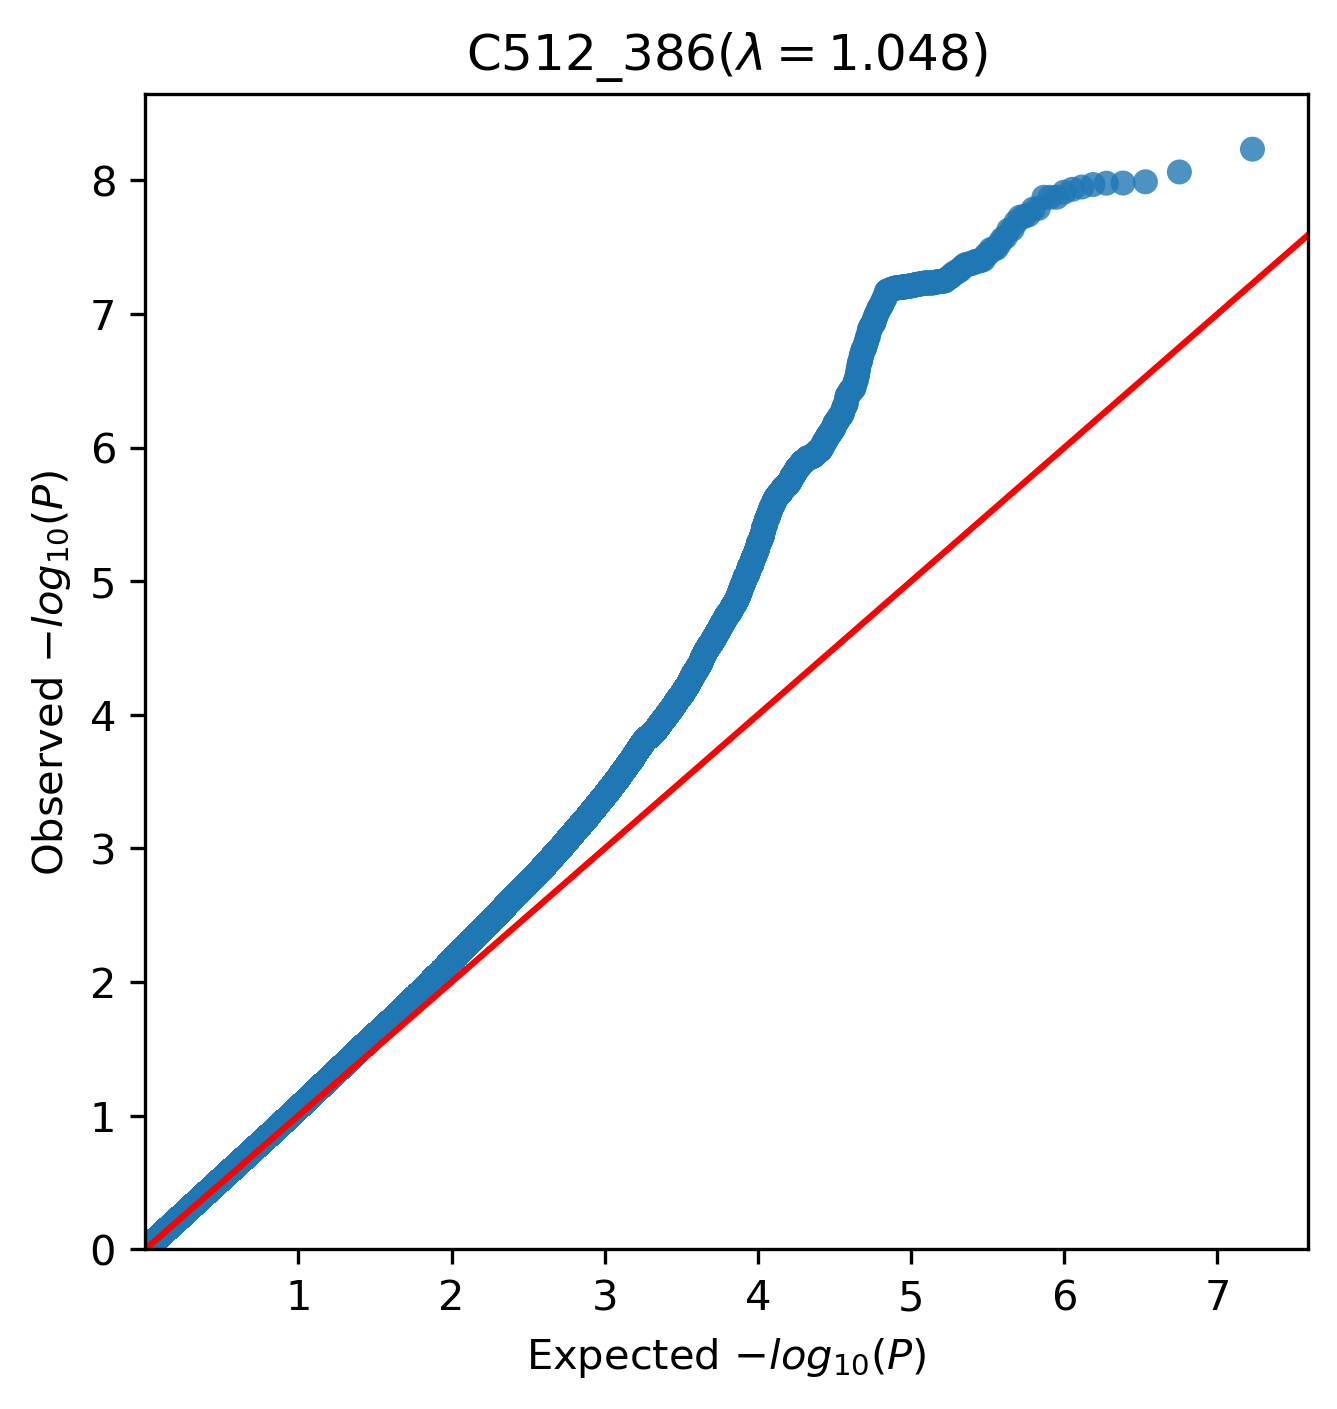 C512_386(λ = 1.048)
Observed −log₁₀(P)
8
7
6
5
4
3
2
1
0
1 2 3 4 5 6 7
Expected −log₁₀(P)